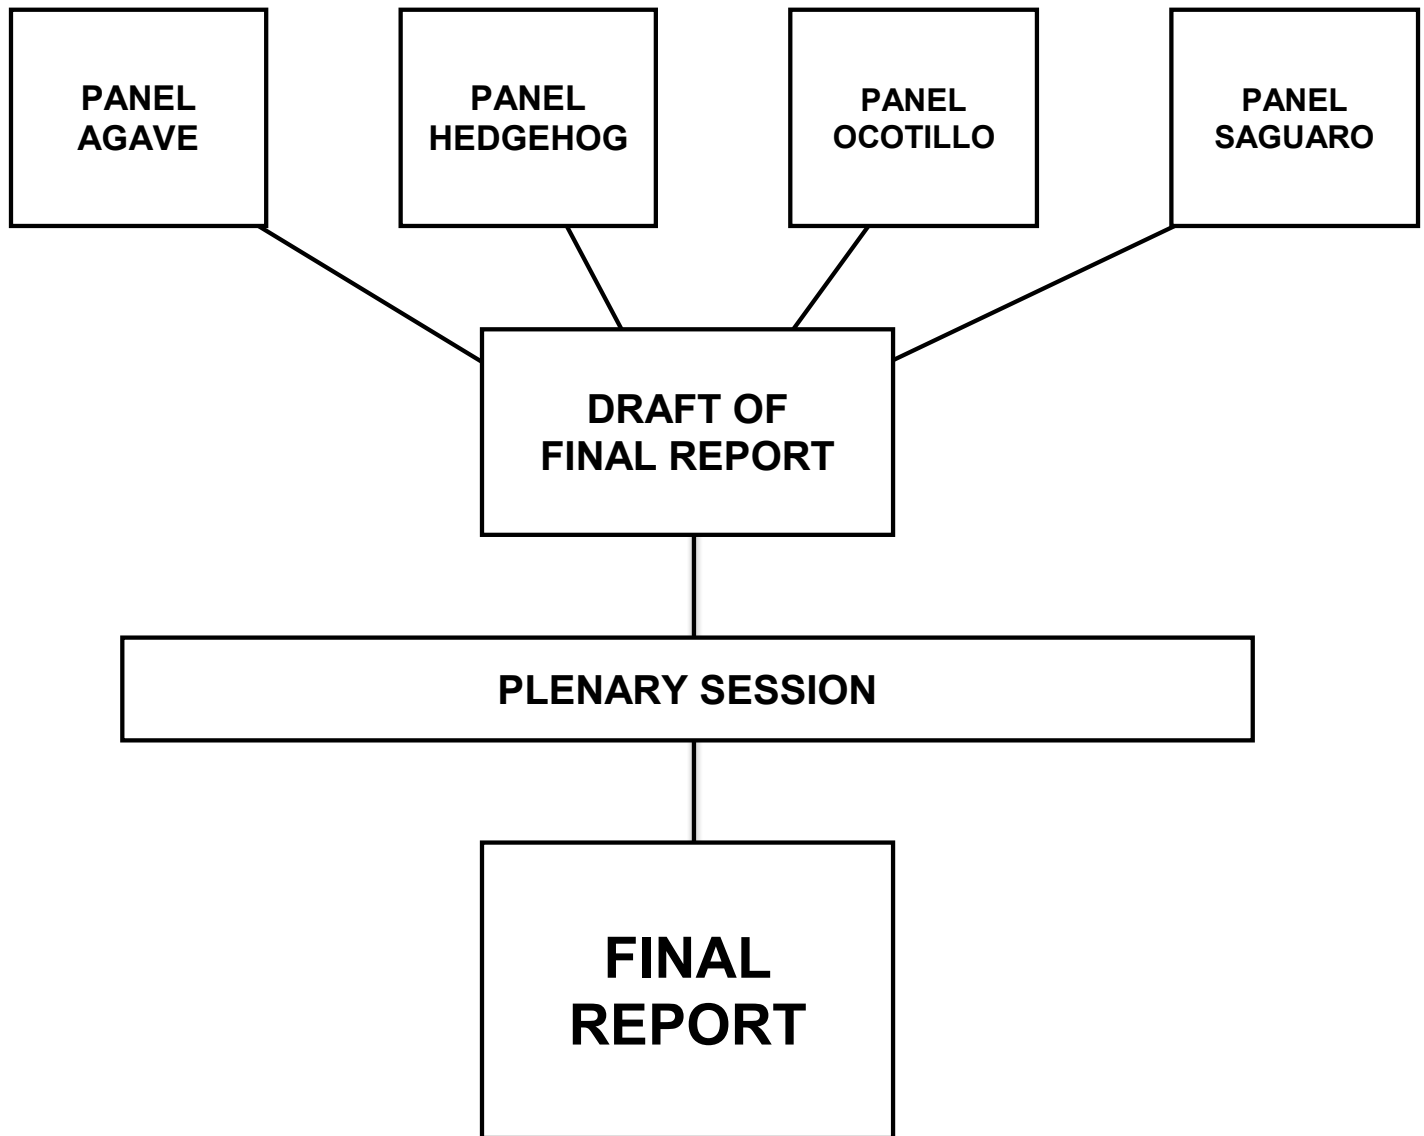 PANEL
AGAVE
PANEL
HEDGEHOG
PANEL
OCOTILLO
PANEL
SAGUARO
DRAFT OF
FINAL REPORT
PLENARY SESSION
FINAL
REPORT